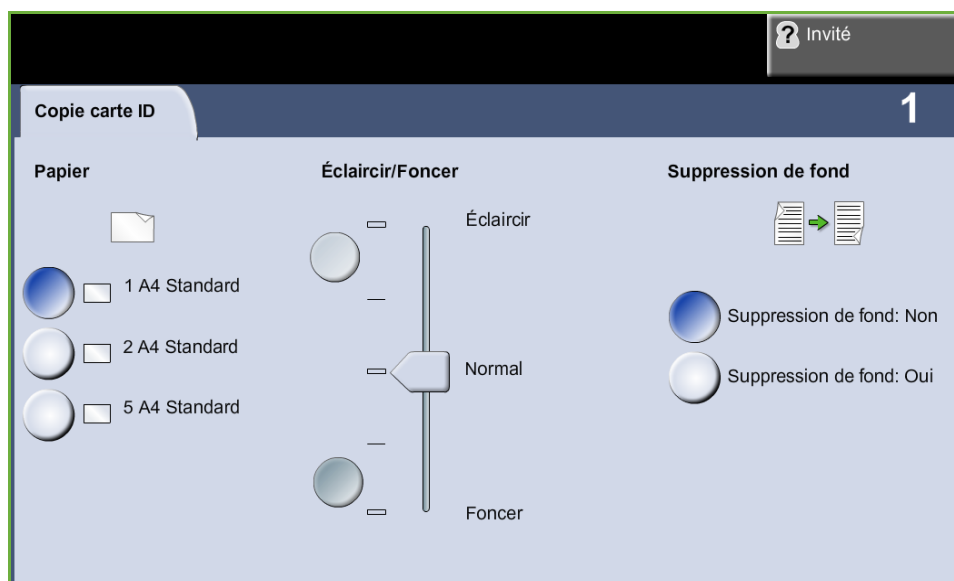 Invité
Copie carte ID
1
Papier
1 A4 Standard
2 A4 Standard
5 A4 Standard
Éclaircir/Foncer
Éclaircir
Normal
Foncer
Suppression de fond
Suppression de fond: Non
Suppression de fond: Oui